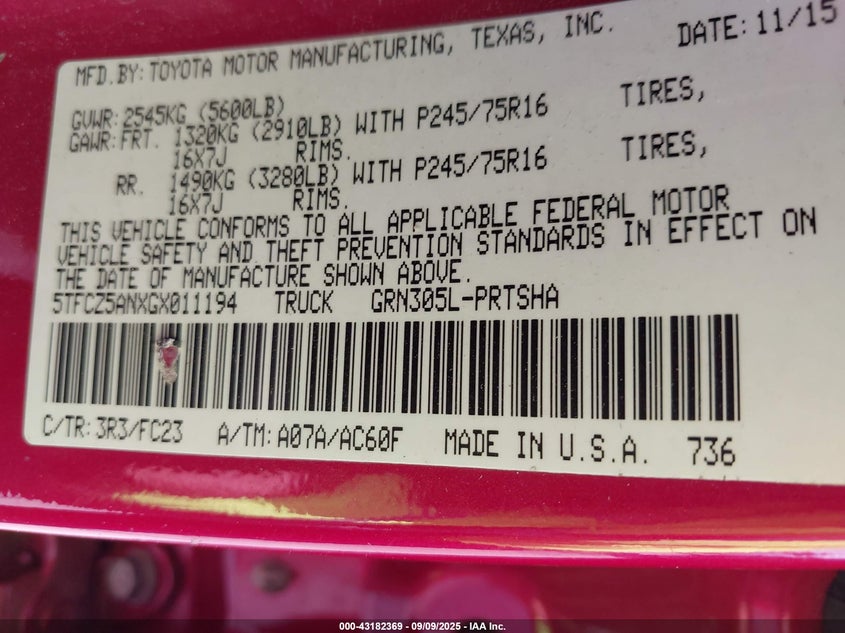 MFD.BY: TOYOTA MOTOR MANUFACTURING, TEXAS, INC. DATE: 11/15
GVWR: 2545KG (5600LB)
GAWR: FRT. 1320KG (2910LB) WITH P245/75R16 TIRES,
16X7J RIMS.
RR. 1490KG (3280LB) WITH P245/75R16 TIRES,
16X7J RIMS.
THIS VEHICLE CONFORMS TO ALL APPLICABLE FEDERAL MOTOR
VEHICLE SAFETY AND THEFT PREVENTION STANDARDS IN EFFECT ON
THE DATE OF MANUFACTURE SHOWN ABOVE.
5TFCZ5ANXGX011194 TRUCK GRN305L-PRTSHA
C/TR: 3R3/FC23 A/TM: A07A/AC60F MADE IN U.S.A. 736
000-43182369 - 09/09/2025 - IAA Inc.